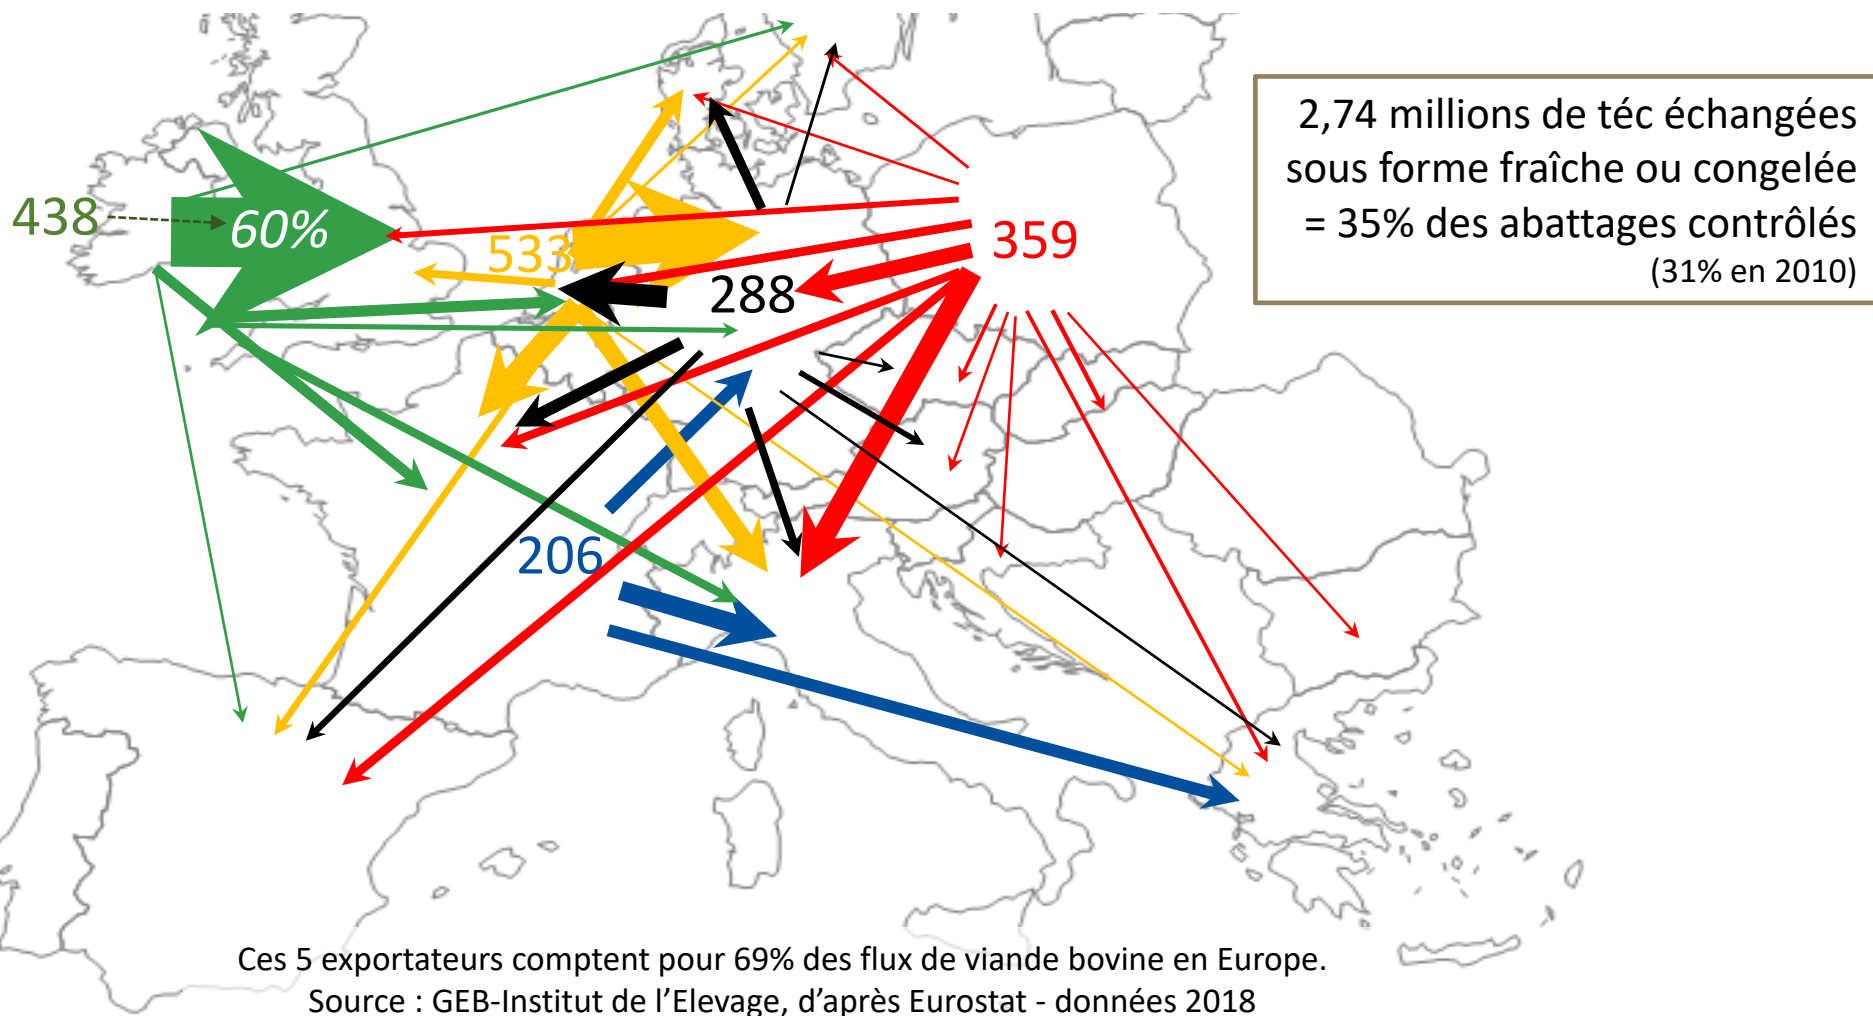 2,74 millions de téc échangées
sous forme fraîche ou congelée
= 35% des abattages contrôlés
(31% en 2010)
438
60%
533
359
288
206
Ces 5 exportateurs comptent pour 69% des flux de viande bovine en Europe.
Source : GEB-Institut de l’Elevage, d’après Eurostat - données 2018